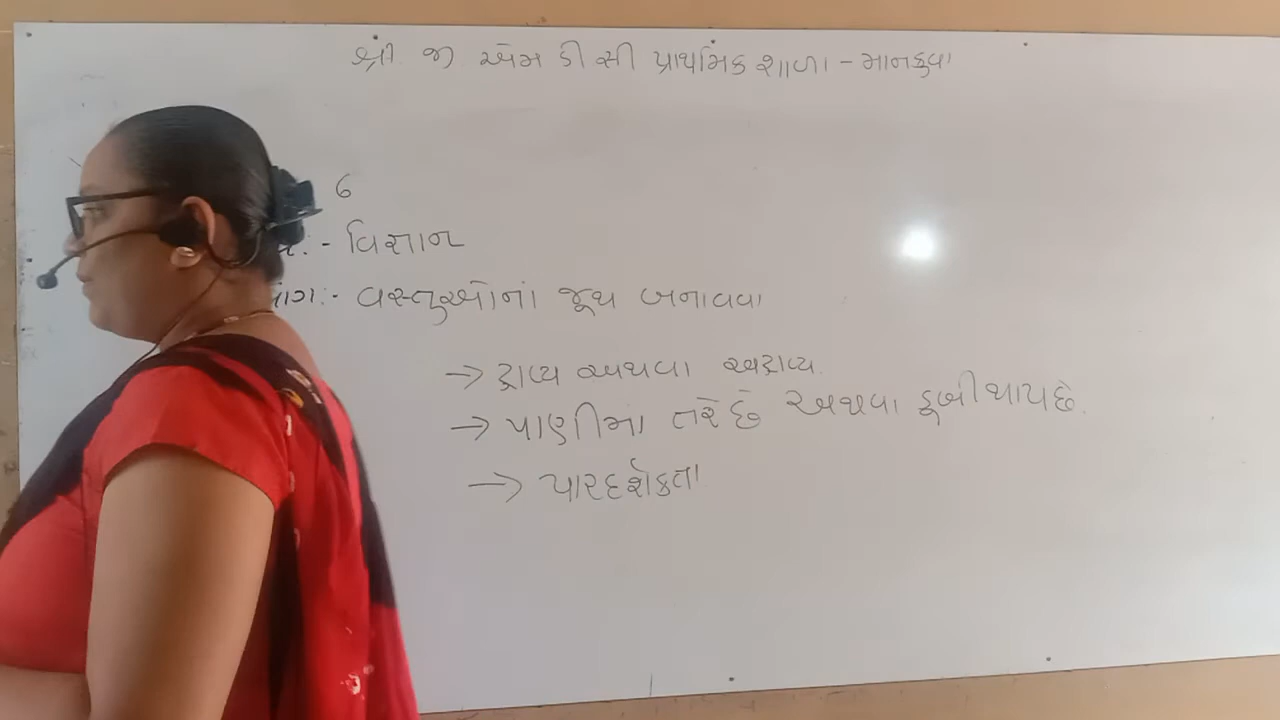 શ્રી. જી એમ ડી સી પ્રાથમિક શાળા - માનકુવા
6
:- વિજ્ઞાન
:- વસ્તુઓનાં જૂથ બનાવવા
→ દ્રાવ્ય અથવા અદ્રાવ્ય.
→ પાણીમાં તરે છે અથવા ડૂબી જાય છે.
→ પારદર્શકતા